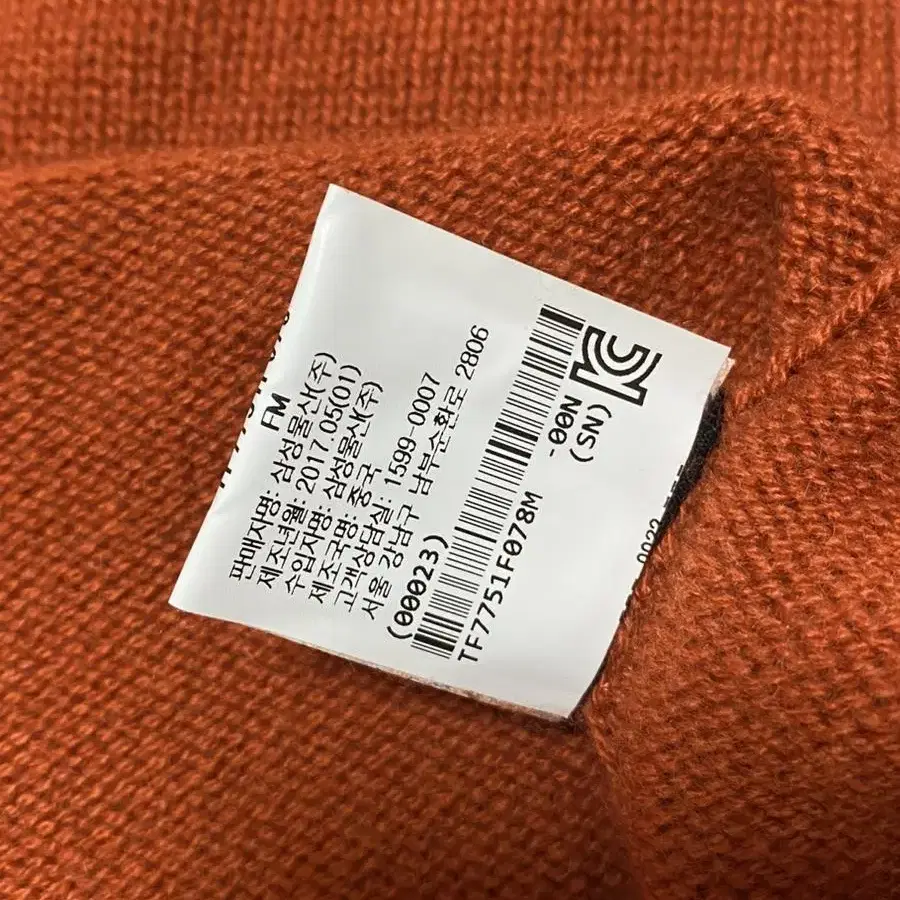 FM
판매자명: 삼성물산(주)
제조년월: 2017.05(01)
수입자명: 삼성물산(주)
제조국명: 중국
고객상담실: 1599-0007
서울 강남구 남부순환로 2806
(00023)
TF7751F078M
-00N
(SN)
0022